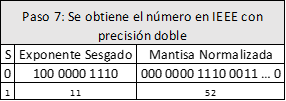 Paso 7: Se obtiene el número en IEEE con
precisión doble
S Exponente Sesgado Mantisa Normalizada
0 100 0000 1110 000 0000 1110 0011 ... 0
1 11 52